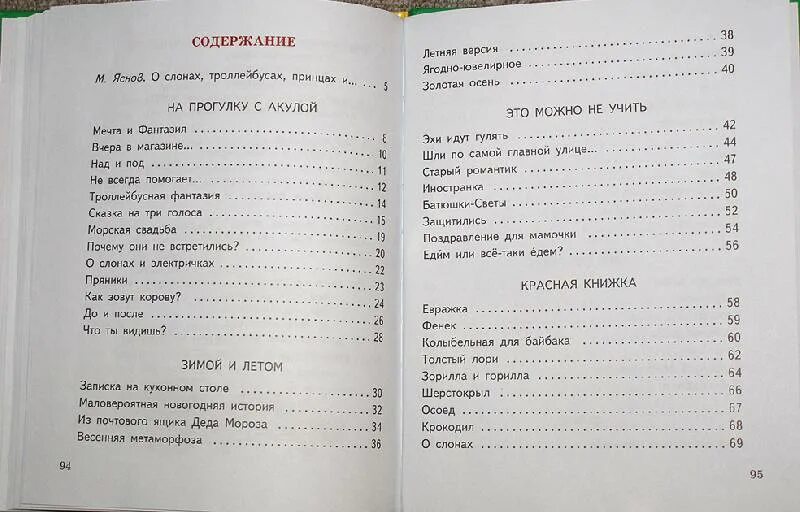 СОДЕРЖАНИЕ
М. Яснов. О слонах, троллейбусах, принцах и... ..... 5
НА ПРОГУЛКУ С АКУЛОЙ
Мечта и Фантазия ..... 8
Вчера в магазине... ..... 10
Над и под ..... 11
Не всегда помогает... ..... 12
Троллейбусная фантазия ..... 14
Сказка на три голоса ..... 15
Морская свадьба ..... 19
Почему они не встретились? ..... 20
О слонах и электричках ..... 22
Пряники ..... 23
Как зовут корову? ..... 24
До и после ..... 26
Что ты видишь? ..... 28
ЗИМОЙ И ЛЕТОМ
Записка на кухонном столе ..... 30
Маловероятная новогодняя история ..... 32
Из почтового ящика Деда Мороза ..... 34
Весенняя метаморфоза ..... 36
94
Летняя версия ..... 38
Ягодно-ювелирное ..... 39
Золотая осень ..... 40
ЭТО МОЖНО НЕ УЧИТЬ
Эхи идут гулять ..... 42
Шли по самой главной улице... ..... 44
Старый романтик ..... 47
Иностранка ..... 48
Батюшки-Светы ..... 50
Защитились ..... 52
Поздравление для мамочки ..... 54
Едим или всё-таки едем? ..... 56
КРАСНАЯ КНИЖКА
Евражка ..... 58
Фенек ..... 59
Колыбельная для байбака ..... 60
Толстый лори ..... 62
Зорилла и горилла ..... 64
Шерстокрыл ..... 66
Осоед ..... 67
Крокодил ..... 68
О слонах ..... 69
95